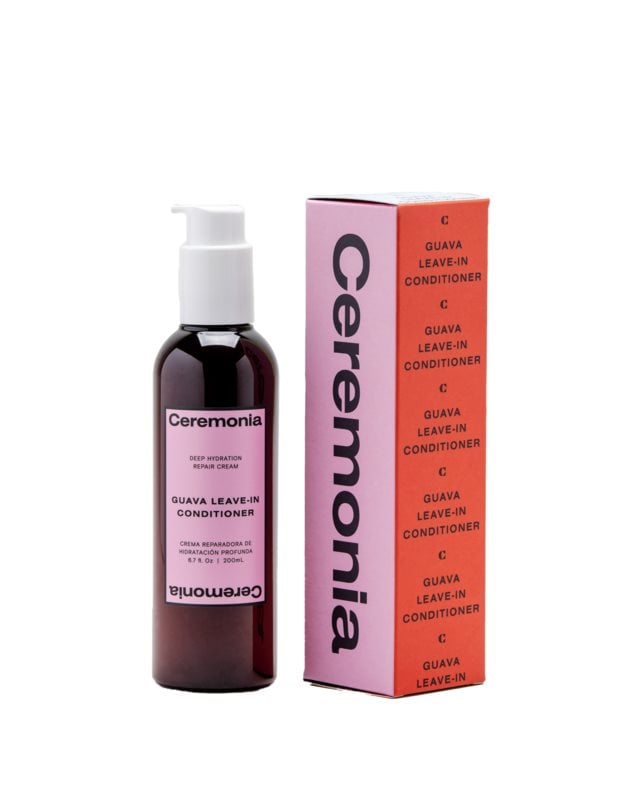 Ceremonia
DEEP HYDRATION
REPAIR CREAM
GUAVA LEAVE-IN
CONDITIONER
CREMA REPARADORA DE
HIDRATACIÓN PROFUNDA
6.7 fl. Oz | 200mL
Ceremonia
Ceremonia
C
GUAVA
LEAVE-IN
CONDITIONER
C
GUAVA
LEAVE-IN
CONDITIONER
C
GUAVA
LEAVE-IN
CONDITIONER
C
GUAVA
LEAVE-IN
CONDITIONER
C
GUAVA
LEAVE-IN
CONDITIONER
C
GUAVA
LEAVE-IN